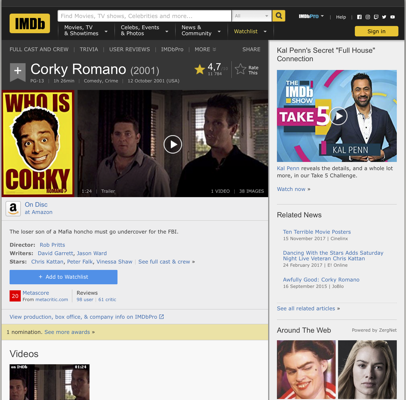 IMDb
Find Movies, TV shows, Celebrities and more...
All
Movies, TV & Showtimes
Celebs, Events & Photos
News & Community
Watchlist
IMDbPro
Help
Sign in
FULL CAST AND CREW | TRIVIA | USER REVIEWS | IMDbPro | MORE
SHARE
+
Corky Romano (2001)
PG-13 | 1h 26min | Comedy, Crime | 12 October 2001 (USA)
4,7
Rate This
WHO IS
CORKY
1:24 | Trailer
1 VIDEO | 38 IMAGES
a
On Disc
at Amazon
The loser son of a Mafia honcho must go undercover for the FBI.
Director: Rob Pritts
Writers: David Garrett, Jason Ward
Stars: Chris Kattan, Peter Falk, Vinessa Shaw | See full cast & crew »
+ Add to Watchlist
20
Metascore
From metacritic.com
Reviews
98 user | 61 critic
View production, box office, & company info on IMDbPro
1 nomination. See more awards »
Videos
01:24
Kal Penn's Secret "Full House" Connection
THE IMDb SHOW
TAKE 5
KAL PENN
Kal Penn reveals the details, and a whole lot
more, in our Take 5 Challenge.
Watch now »
Related News
Ten Terrible Movie Posters
15 November 2017 | Cinelinx
Dancing With the Stars Adds Saturday
Night Live Veteran Chris Kattan
24 February 2017 | E! Online
Awfully Good: Corky Romano
16 September 2015 | JoBlo
See all related articles »
Around The Web
Powered by ZergNet